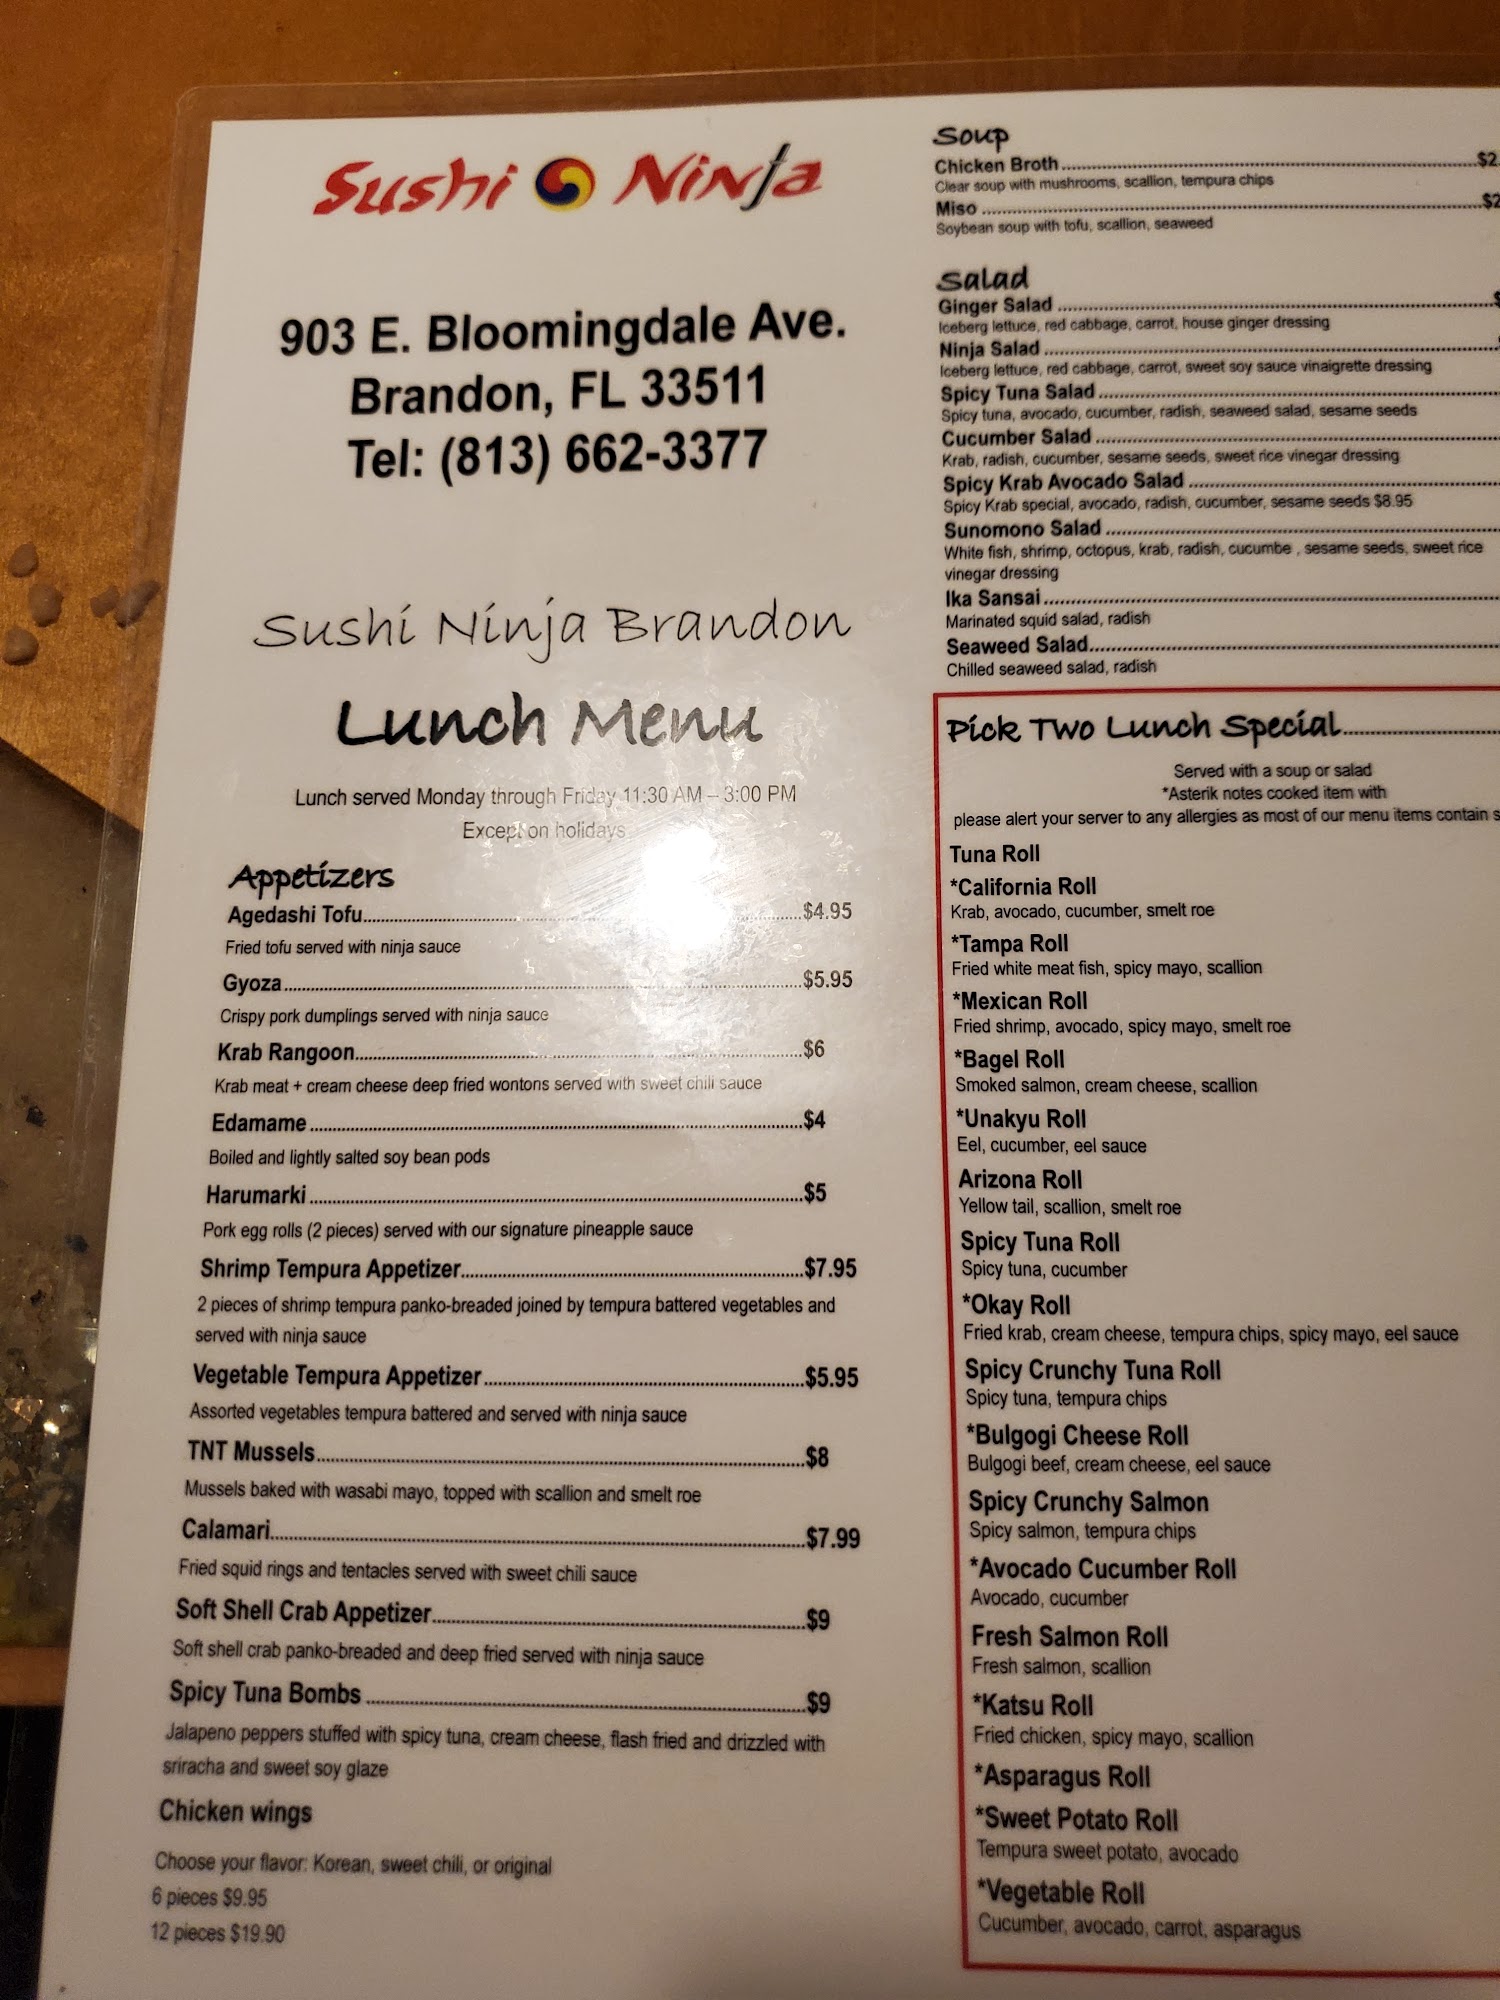 Sushi Ninja
903 E. Bloomingdale Ave.
Brandon, FL 33511
Tel: (813) 662-3377
Sushi Ninja Brandon
Lunch Menu
Lunch served Monday through Friday 11:30 AM – 3:00 PM
Except on holidays
Appetizers
Agedashi Tofu $4.95
Fried tofu served with ninja sauce
Gyoza $5.95
Crispy pork dumplings served with ninja sauce
Krab Rangoon $6
Krab meat + cream cheese deep fried wontons served with sweet chili sauce
Edamame $4
Boiled and lightly salted soy bean pods
Harumarki $5
Pork egg rolls (2 pieces) served with our signature pineapple sauce
Shrimp Tempura Appetizer $7.95
2 pieces of shrimp tempura panko-breaded joined by tempura battered vegetables and
served with ninja sauce
Vegetable Tempura Appetizer $5.95
Assorted vegetables tempura battered and served with ninja sauce
TNT Mussels $8
Mussels baked with wasabi mayo, topped with scallion and smelt roe
Calamari $7.99
Fried squid rings and tentacles served with sweet chili sauce
Soft Shell Crab Appetizer $9
Soft shell crab panko-breaded and deep fried served with ninja sauce
Spicy Tuna Bombs $9
Jalapeno peppers stuffed with spicy tuna, cream cheese, flash fried and drizzled with
sriracha and sweet soy glaze
Chicken wings
Choose your flavor: Korean, sweet chili, or original
6 pieces $9.95
12 pieces $19.90
Soup
Chicken Broth $2
Clear soup with mushrooms, scallion, tempura chips
Miso $2
Soybean soup with tofu, scallion, seaweed
Salad
Ginger Salad
Iceberg lettuce, red cabbage, carrot, house ginger dressing
Ninja Salad
Iceberg lettuce, red cabbage, carrot, sweet soy sauce vinaigrette dressing
Spicy Tuna Salad
Spicy tuna, avocado, cucumber, radish, seaweed salad, sesame seeds
Cucumber Salad
Krab, radish, cucumber, sesame seeds, sweet rice vinegar dressing
Spicy Krab Avocado Salad
Spicy Krab special, avocado, radish, cucumber, sesame seeds $8.95
Sunomono Salad
White fish, shrimp, octopus, krab, radish, cucumbe , sesame seeds, sweet rice
vinegar dressing
Ika Sansai
Marinated squid salad, radish
Seaweed Salad
Chilled seaweed salad, radish
Pick Two Lunch Special
Served with a soup or salad
*Asterik notes cooked item with
please alert your server to any allergies as most of our menu items contain s
Tuna Roll
*California Roll
Krab, avocado, cucumber, smelt roe
*Tampa Roll
Fried white meat fish, spicy mayo, scallion
*Mexican Roll
Fried shrimp, avocado, spicy mayo, smelt roe
*Bagel Roll
Smoked salmon, cream cheese, scallion
*Unakyu Roll
Eel, cucumber, eel sauce
Arizona Roll
Yellow tail, scallion, smelt roe
Spicy Tuna Roll
Spicy tuna, cucumber
*Okay Roll
Fried krab, cream cheese, tempura chips, spicy mayo, eel sauce
Spicy Crunchy Tuna Roll
Spicy tuna, tempura chips
*Bulgogi Cheese Roll
Bulgogi beef, cream cheese, eel sauce
Spicy Crunchy Salmon
Spicy salmon, tempura chips
*Avocado Cucumber Roll
Avocado, cucumber
Fresh Salmon Roll
Fresh salmon, scallion
*Katsu Roll
Fried chicken, spicy mayo, scallion
*Asparagus Roll
*Sweet Potato Roll
Tempura sweet potato, avocado
*Vegetable Roll
Cucumber, avocado, carrot, asparagus